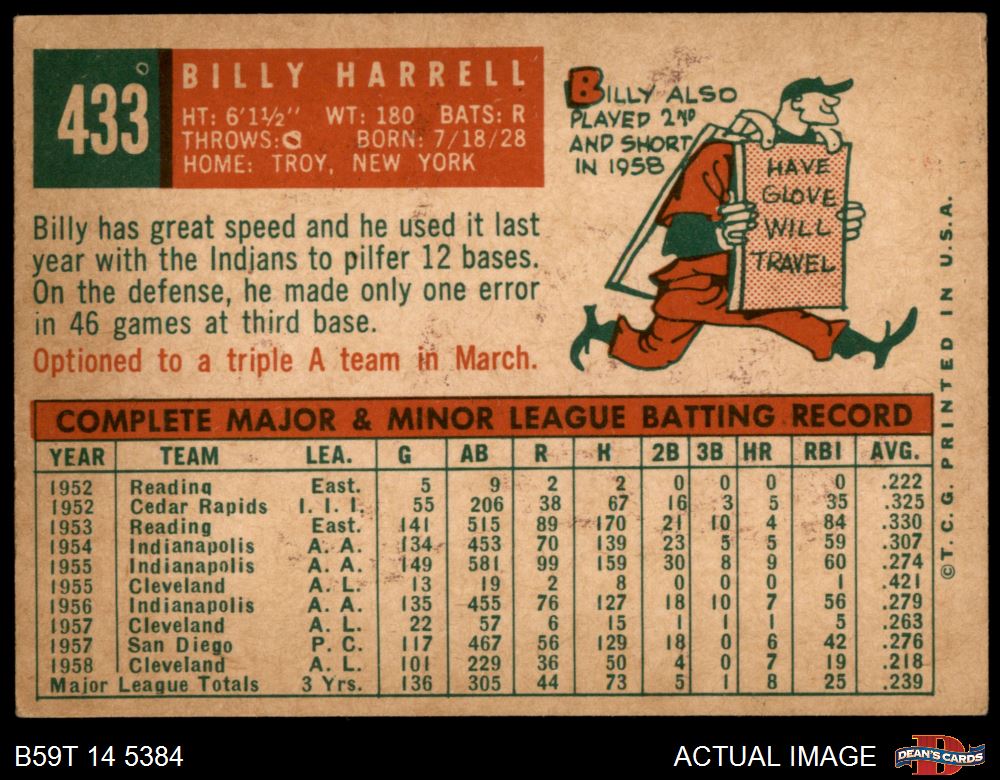 433
BILLY HARRELL
HT: 6'1½" WT: 180 BATS: R
THROWS: BORN: 7/18/28
HOME: TROY, NEW YORK
BILLY ALSO
PLAYED 2ND
AND SHORT
IN 1958
HAVE
GLOVE
WILL
TRAVEL
Billy has great speed and he used it last
year with the Indians to pilfer 12 bases.
On the defense, he made only one error
in 46 games at third base.
Optioned to a triple A team in March.
COMPLETE MAJOR & MINOR LEAGUE BATTING RECORD
YEAR TEAM LEA. G AB R H 2B 3B HR RBI AVG.
1952 Reading East. 5 9 2 2 0 0 0 0 .222
1952 Cedar Rapids I. I. I. 55 206 38 67 16 3 5 35 .325
1953 Reading East. 141 515 89 170 21 10 4 84 .330
1954 Indianapolis A. A. 134 453 70 139 23 5 5 59 .307
1955 Indianapolis A. A. 149 581 99 159 30 8 9 60 .274
1955 Cleveland A. L. 13 19 2 8 0 0 0 1 .421
1956 Indianapolis A. A. 135 455 76 127 18 10 7 56 .279
1957 Cleveland A. L. 22 57 6 15 1 1 1 5 .263
1957 San Diego P. C. 117 467 56 129 18 0 6 42 .276
1958 Cleveland A. L. 101 229 36 50 4 0 7 19 .218
Major League Totals 3 Yrs. 136 305 44 73 5 1 8 25 .239
©T.C.G. PRINTED IN U.S.A.
B59T 14 5384
ACTUAL IMAGE
DEAN'S CARDS